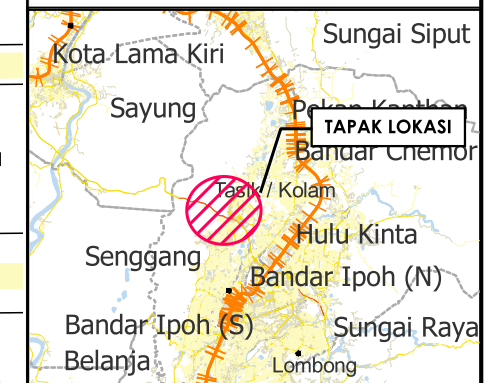 Sungai Siput
Kota Lama Kiri
Sayung
Pekan Kanthan
TAPAK LOKASI
Bandar Chemor
Tasik / Kolam
Hulu Kinta
Senggang
Bandar Ipoh (N)
Bandar Ipoh (S)
Sungai Raya
Belanja
Lombong